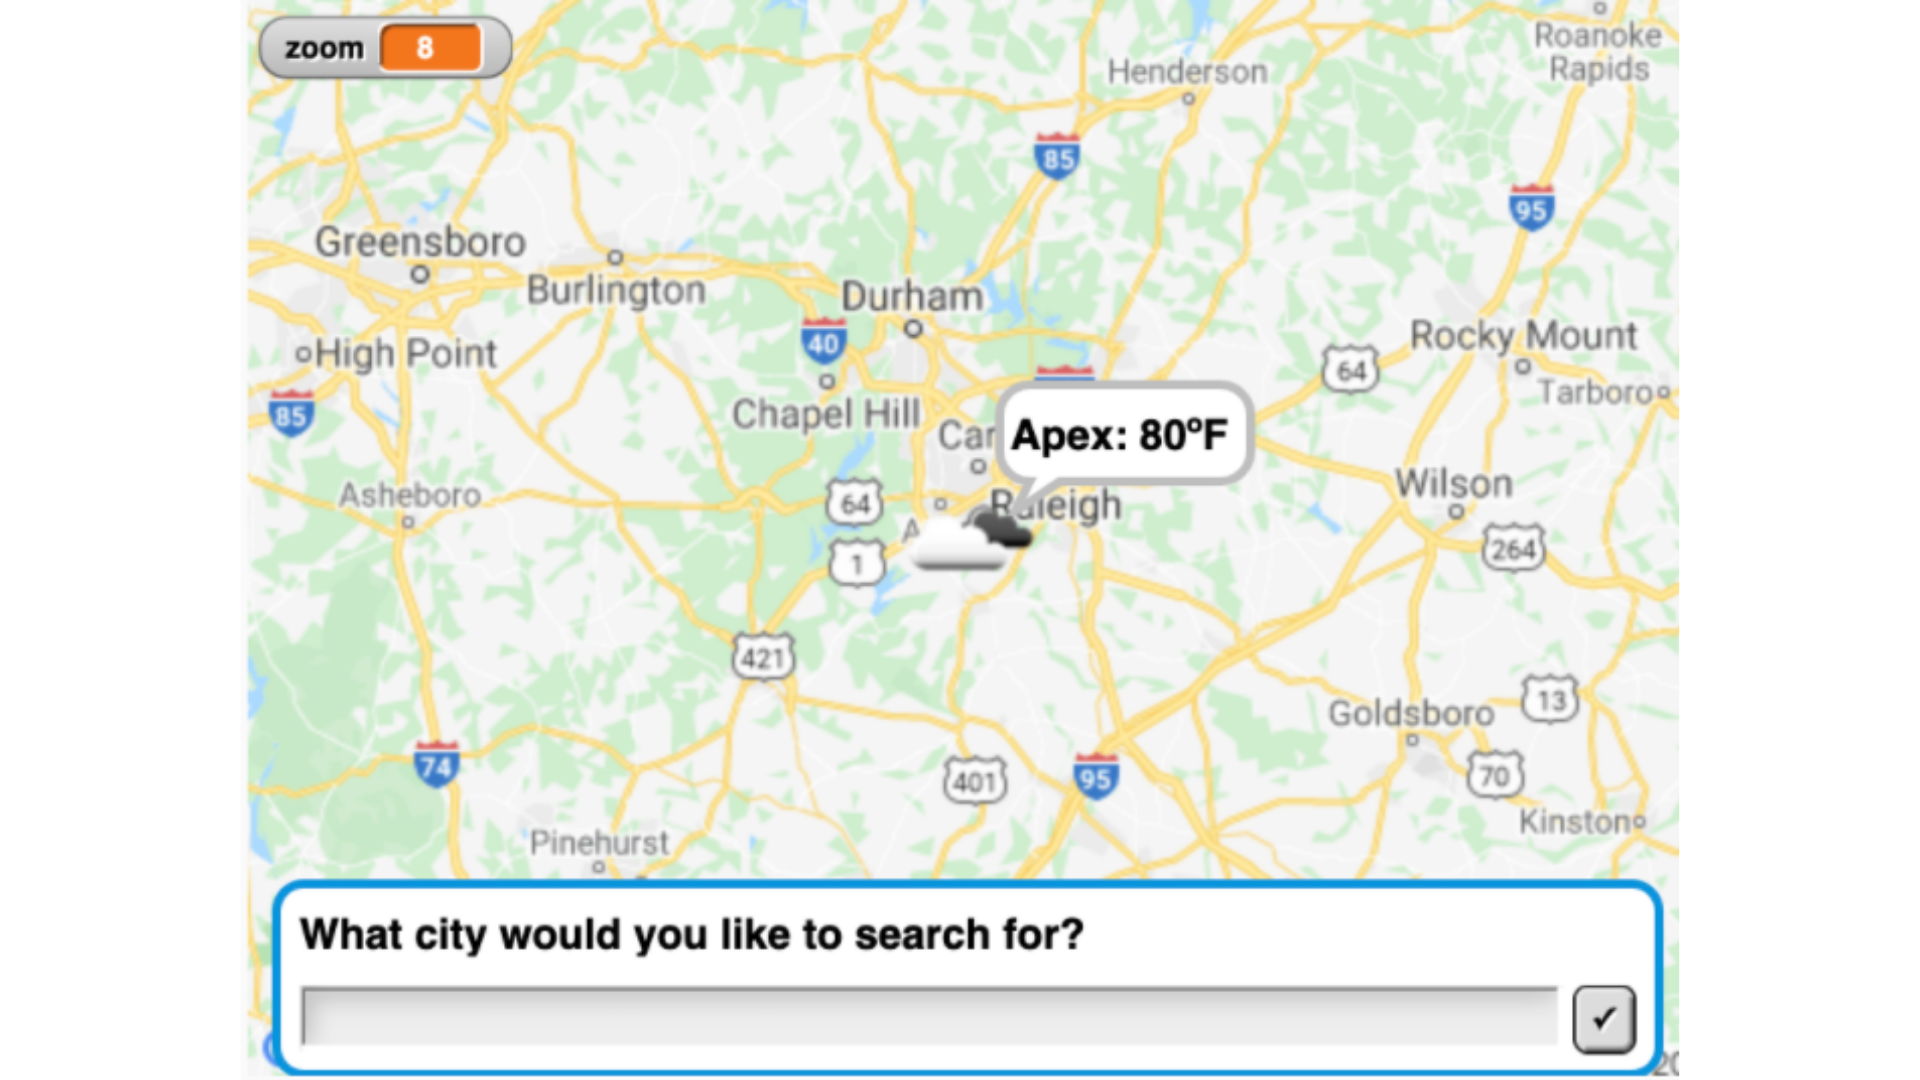 zoom 8
Roanoke
Rapids
Henderson
85
95
Greensboro
Burlington
Durham
40
High Point
Rocky Mount
64
Tarboro
85
Chapel Hill
Car
Apex: 80°F
Asheboro
64
Raleigh
Wilson
A
1
264
421
13
Goldsboro
74
401
95
70
Kinston
Pinehurst
What city would you like to search for?
✓